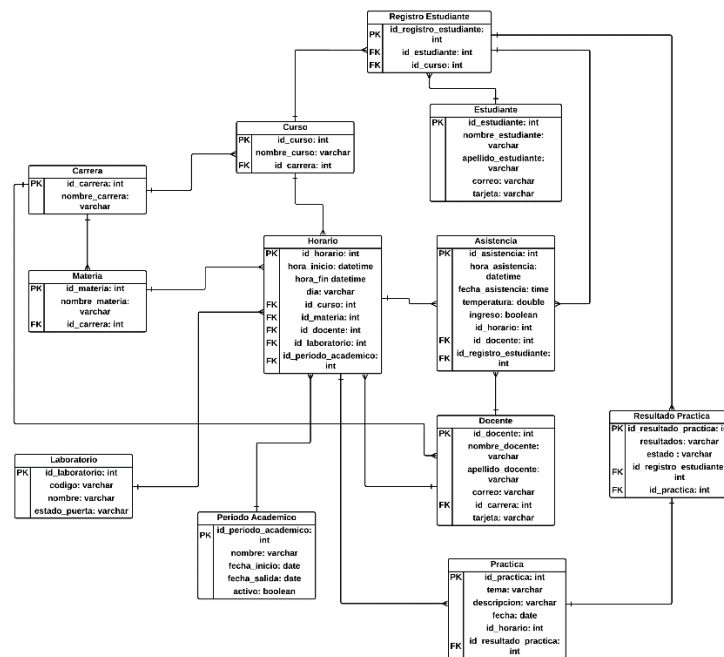 Registro Estudiante
PK id_registro_estudiante:
int
FK id_estudiante: int
FK id_curso: int
Estudiante
PK id_estudiante: int
nombre_estudiante:
varchar
apellido_estudiante:
varchar
correo: varchar
tarjeta: varchar
Curso
PK id_curso: int
nombre_curso: varchar
FK id_carrera: int
Carrera
PK id_carrera: int
nombre_carrera:
varchar
Materia
PK id_materia: int
nombre_materia:
varchar
FK id_carrera: int
Horario
PK id_horario: int
hora_inicio: datetime
hora_fin datetime
dia: varchar
FK id_curso: int
FK id_materia: int
FK id_docente: int
FK id_laboratorio: int
FK id_periodo_academico:
int
Asistencia
PK id_asistencia: int
hora_asistencia:
datetime
fecha_asistencia: time
temperatura: double
ingreso: boolean
id_horario: int
FK id_docente: int
FK id_registro_estudiante:
int
Docente
PK id_docente: int
nombre_docente:
varchar
apellido_docente:
varchar
correo: varchar
FK id_carrera: int
tarjeta: varchar
Resultado Practica
PK id_resultado_practica:
resultados: varchar
estado : varchar
FK id_registro_estudiante
int
FK id_practica: int
Laboratorio
PK id_laboratorio: int
codigo: varchar
nombre: varchar
estado_puerta: varchar
Periodo Academico
PK id_periodo_academico:
int
nombre: varchar
fecha_inicio: date
fecha_salida: date
activo: boolean
Practica
PK id_practica: int
tema: varchar
descripcion: varchar
fecha: date
id_horario: int
FK id_resultado_practica:
int